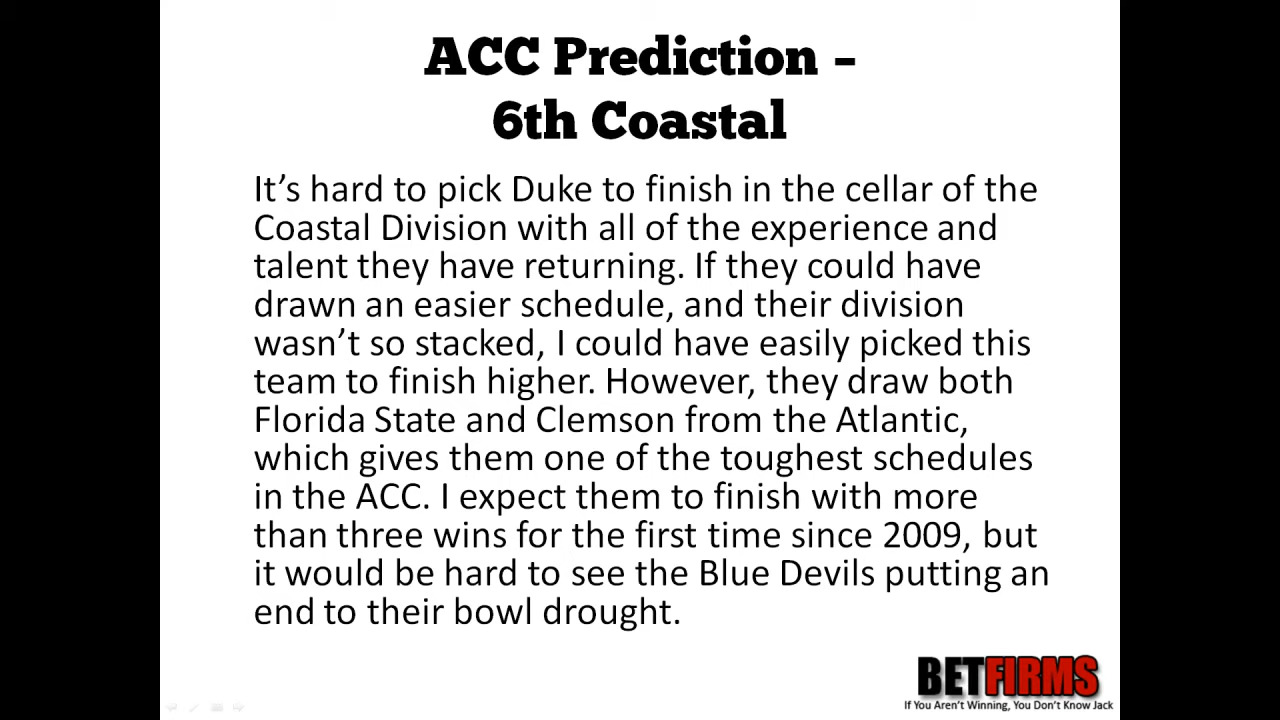 ACC Prediction –
6th Coastal
It’s hard to pick Duke to finish in the cellar of the
Coastal Division with all of the experience and
talent they have returning. If they could have
drawn an easier schedule, and their division
wasn’t so stacked, I could have easily picked this
team to finish higher. However, they draw both
Florida State and Clemson from the Atlantic,
which gives them one of the toughest schedules
in the ACC. I expect them to finish with more
than three wins for the first time since 2009, but
it would be hard to see the Blue Devils putting an
end to their bowl drought.
BETFIRMS
If You Aren't Winning, You Don't Know Jack